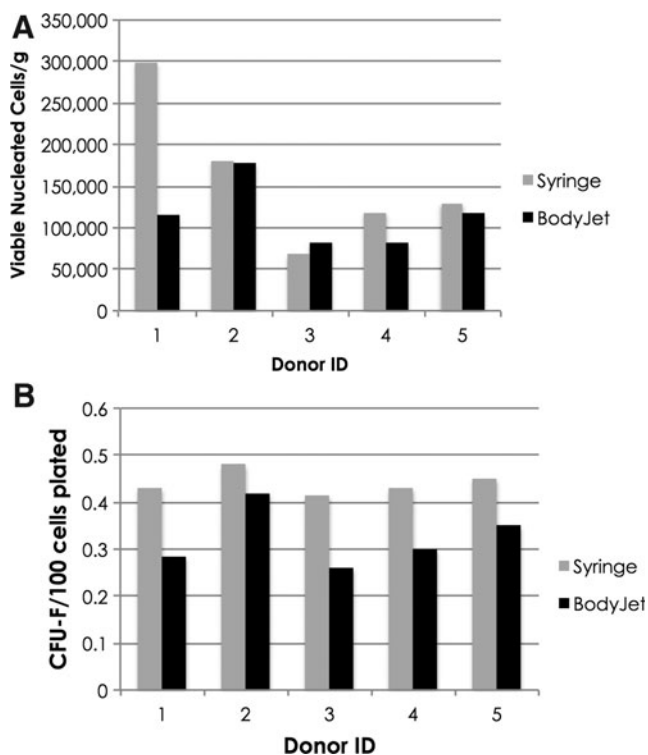 A
Viable Nucleated Cells/g
350,000
300,000
250,000
200,000
150,000
100,000
50,000
0
1 2 3 4 5
Donor ID
Syringe
BodyJet
B
CFU-F/100 cells plated
0.6
0.5
0.4
0.3
0.2
0.1
0
1 2 3 4 5
Donor ID
Syringe
BodyJet